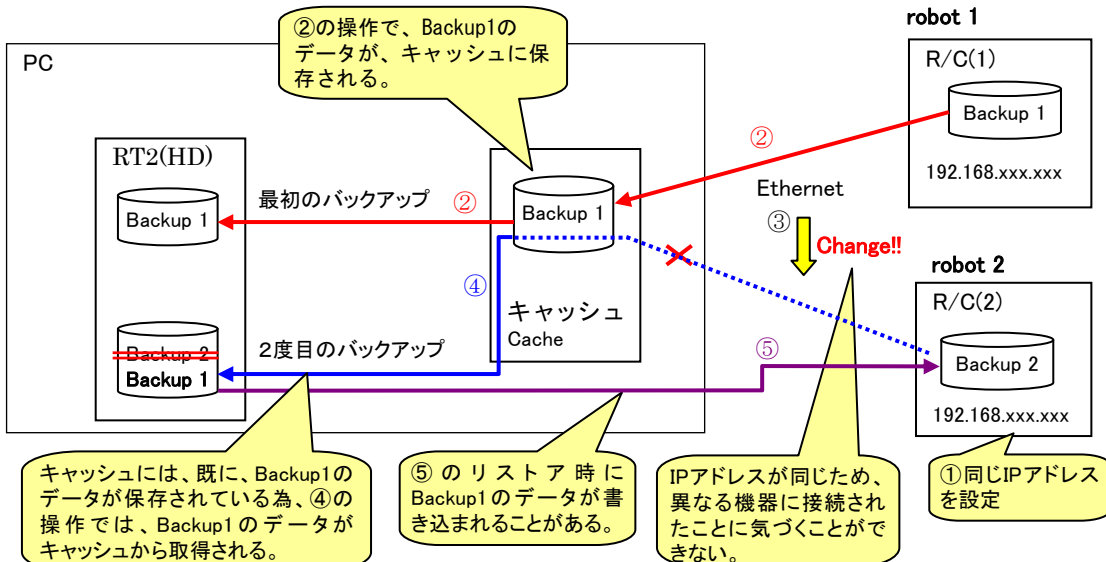 ②の操作で、Backup1の
データが、キャッシュに保
存される。
robot 1
PC
R/C(1)
Backup 1
192.168.xxx.xxx
②
RT2(HD)
最初のバックアップ
②
Backup 1
Backup 1
Ethernet
③
Change!!
④
キャッシュ
Cache
robot 2
R/C(2)
Backup 2
192.168.xxx.xxx
Backup 2
Backup 1
2度目のバックアップ
⑤
キャッシュには、既に、Backup1の
データが保存されている為、④の
操作では、Backup1のデータが
キャッシュから取得される。
⑤のリストア時に
Backup1のデータが書
き込まれることがある。
IPアドレスが同じため、
異なる機器に接続され
たことに気づくことがで
きない。
①同じIPアドレス
を設定